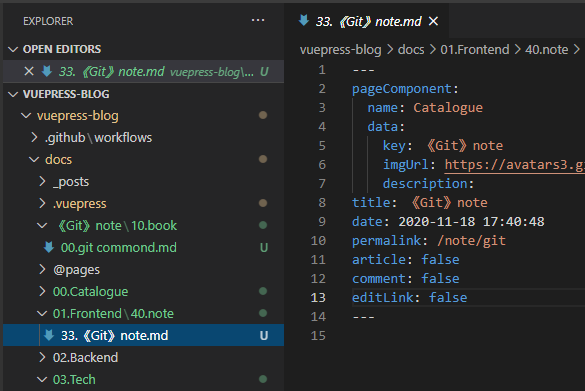 EXPLORER
···
OPEN EDITORS
33.《Git》note.md vuepress-blog\... U
VUEPRESS-BLOG
vuepress-blog
.github\workflows
docs
_posts
.vuepress
《Git》note\10.book
00.git commond.md U
@pages
00.Catalogue
01.Frontend\40.note
33.《Git》note.md U
02.Backend
03.Tech
33.《Git》note.md
vuepress-blog > docs > 01.Frontend > 40.note >
1 ---
2 pageComponent:
3 name: Catalogue
4 data:
5 key: 《Git》note
6 imgUrl: https://avatars3.gi
7 description:
8 title: 《Git》note
9 date: 2020-11-18 17:40:48
10 permalink: /note/git
11 article: false
12 comment: false
13 editLink: false
14 ---
15